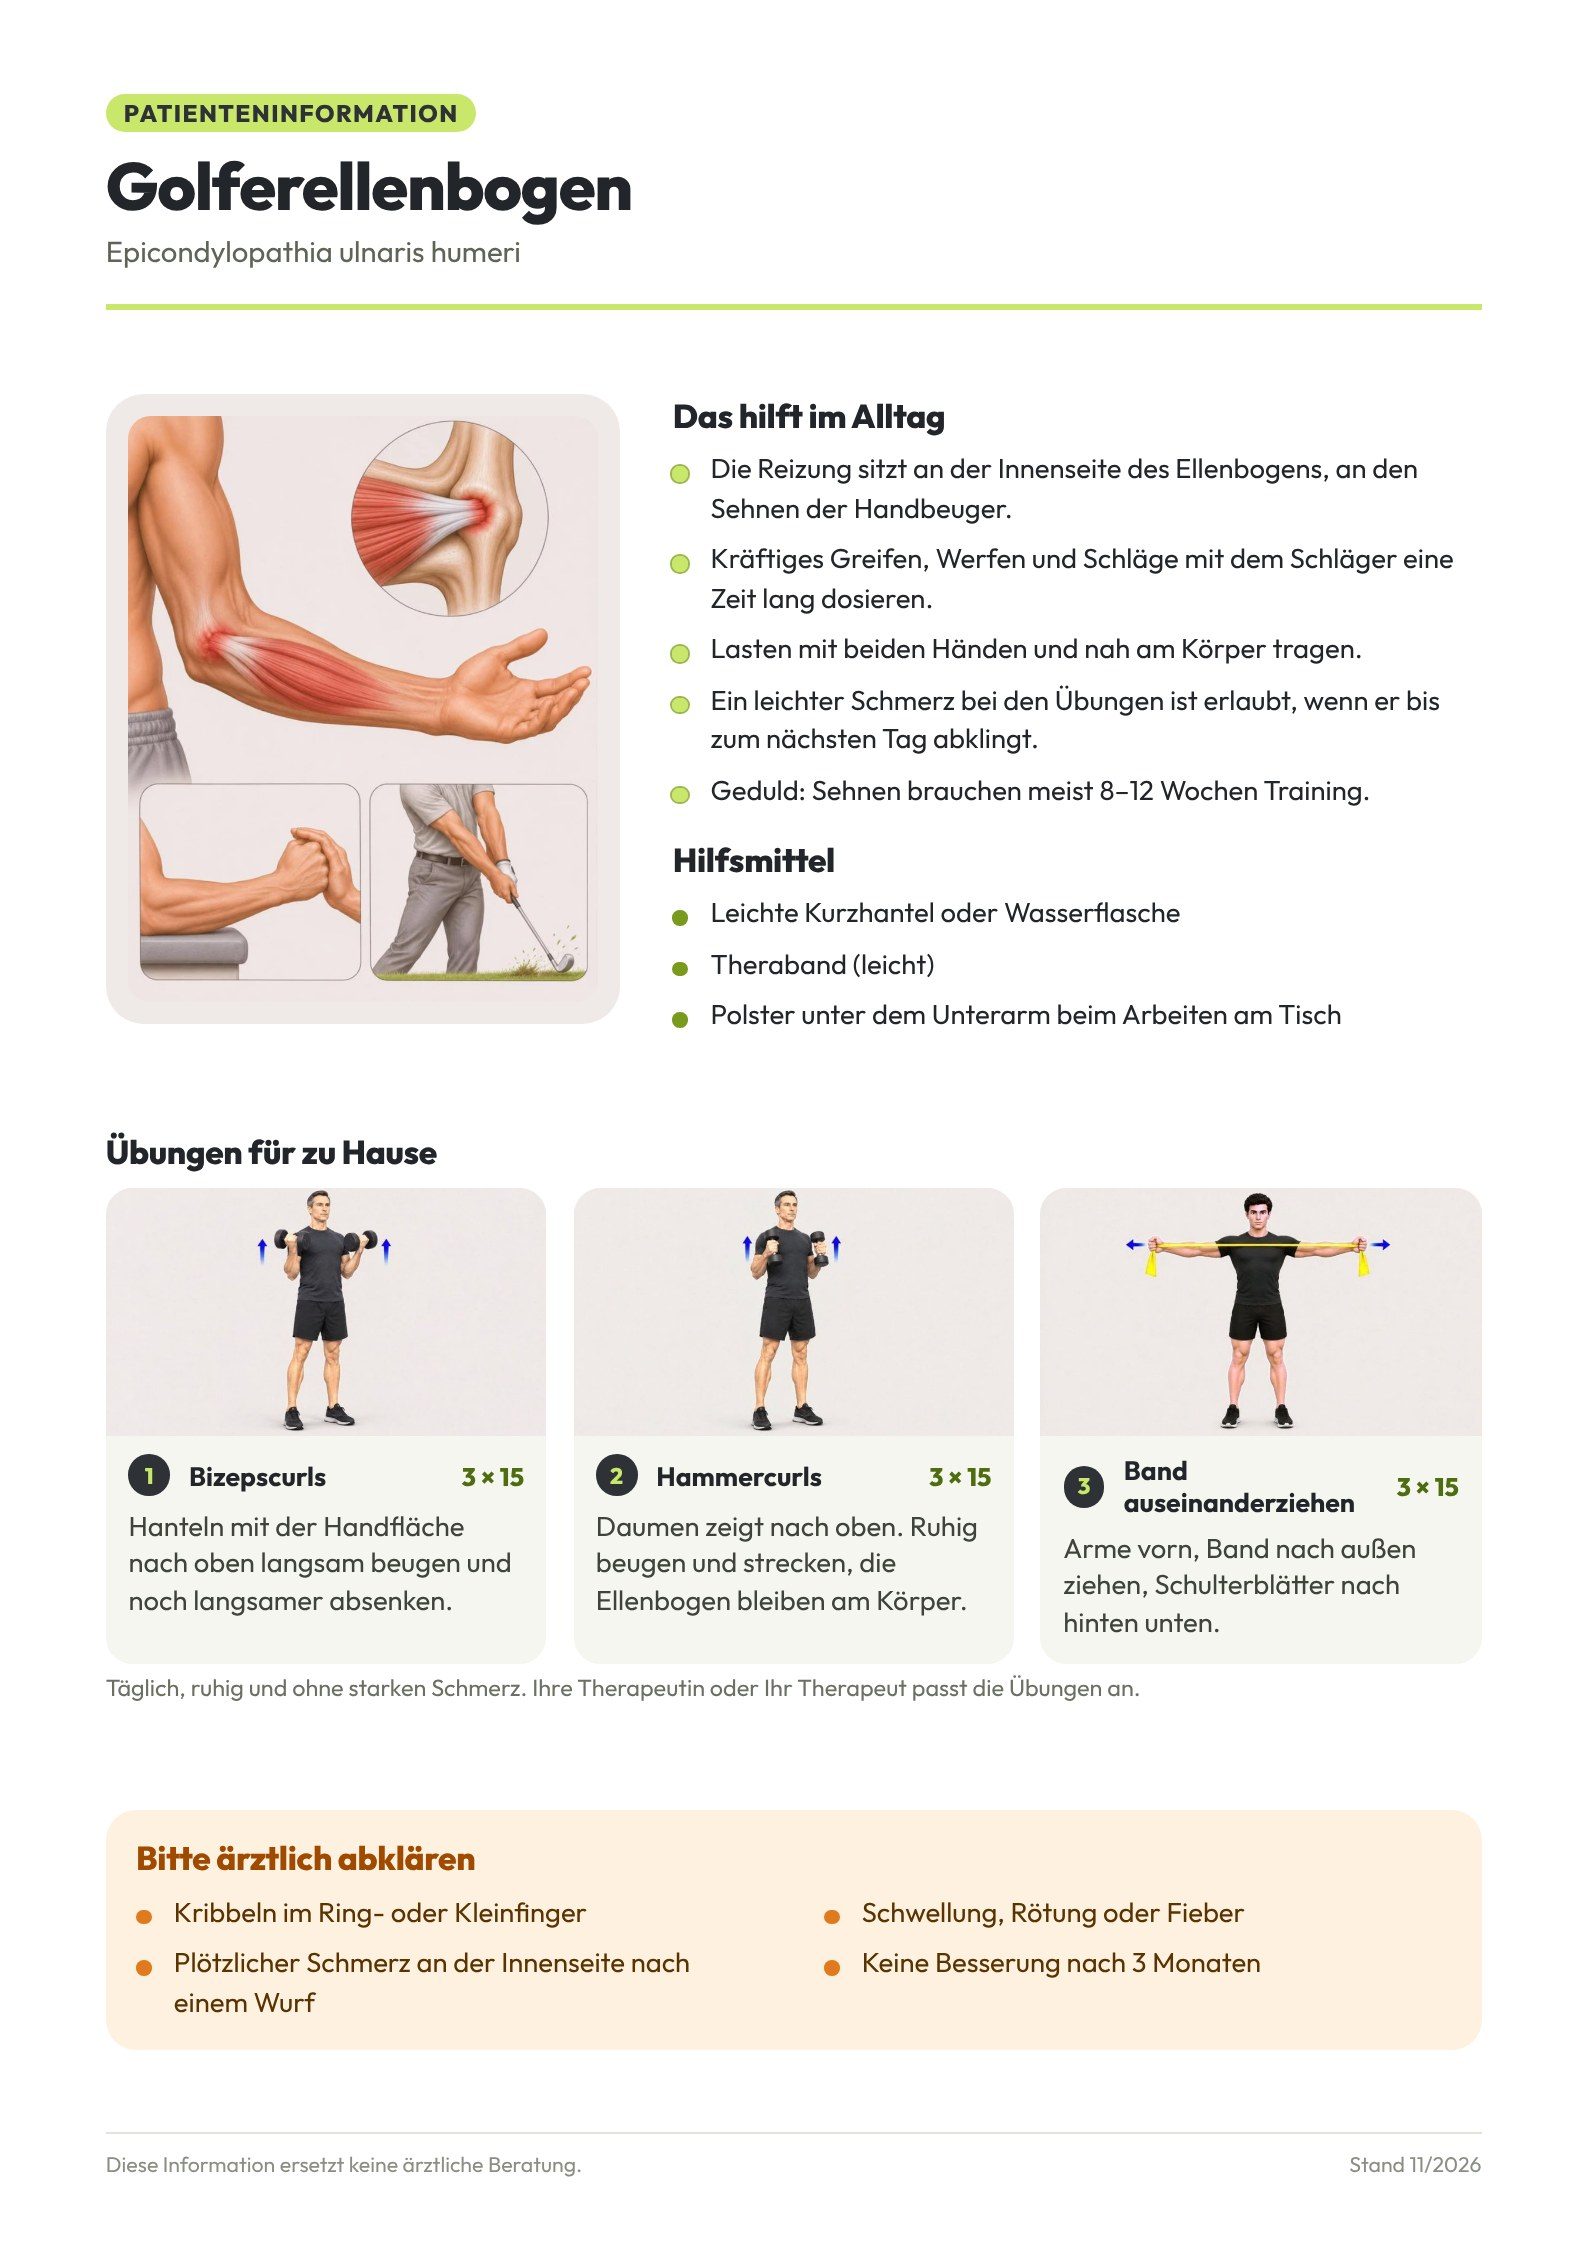 PATIENTENINFORMATION
Golferellenbogen
Epicondylopathia ulnaris humeri
Das hilft im Alltag
Die Reizung sitzt an der Innenseite des Ellenbogens, an den
Sehnen der Handbeuger.
Kräftiges Greifen, Werfen und Schläge mit dem Schläger eine
Zeit lang dosieren.
Lasten mit beiden Händen und nah am Körper tragen.
Ein leichter Schmerz bei den Übungen ist erlaubt, wenn er bis
zum nächsten Tag abklingt.
Geduld: Sehnen brauchen meist 8–12 Wochen Training.
Hilfsmittel
Leichte Kurzhantel oder Wasserflasche
Theraband (leicht)
Polster unter dem Unterarm beim Arbeiten am Tisch
Übungen für zu Hause
1 Bizepscurls 3 × 15
Hanteln mit der Handfläche
nach oben langsam beugen und
noch langsamer absenken.
2 Hammercurls 3 × 15
Daumen zeigt nach oben. Ruhig
beugen und strecken, die
Ellenbogen bleiben am Körper.
3 Band
auseinanderziehen 3 × 15
Arme vorn, Band nach außen
ziehen, Schulterblätter nach
hinten unten.
Täglich, ruhig und ohne starken Schmerz. Ihre Therapeutin oder Ihr Therapeut passt die Übungen an.
Bitte ärztlich abklären
Kribbeln im Ring- oder Kleinfinger
Plötzlicher Schmerz an der Innenseite nach
einem Wurf
Schwellung, Rötung oder Fieber
Keine Besserung nach 3 Monaten
Diese Information ersetzt keine ärztliche Beratung.
Stand 11/2026